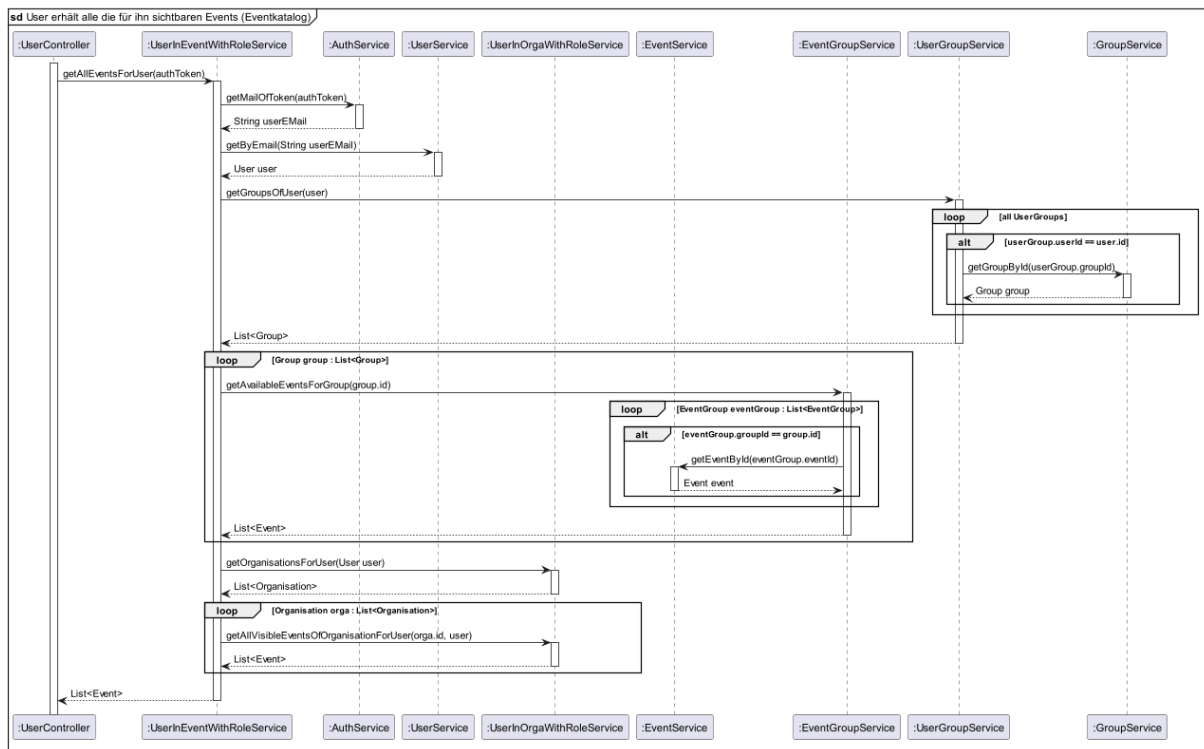 sd User erhält alle die für ihn sichtbaren Events (Eventkatalog)
:UserController :UserInEventWithRoleService :AuthService :UserService :UserInOrgaWithRoleService :EventService :EventGroupService :UserGroupService :GroupService
getAllEventsForUser(authToken)
getMailOfToken(authToken)
String userEMail
getByEmail(String userEMail)
User user
getGroupsOfUser(user)
loop [all UserGroups]
alt [userGroup.userId == user.id]
getGroupById(userGroup.groupId)
Group group
List<Group>
loop [Group group : List<Group>]
getAvailableEventsForGroup(group.id)
loop [EventGroup eventGroup : List<EventGroup>]
alt [eventGroup.groupId == group.id]
getEventById(eventGroup.eventId)
Event event
List<Event>
getOrganisationsForUser(User user)
List<Organisation>
loop [Organisation orga : List<Organisation>]
getAllVisibleEventsOfOrganisationForUser(orga.id, user)
List<Event>
List<Event>
:UserController :UserInEventWithRoleService :AuthService :UserService :UserInOrgaWithRoleService :EventService :EventGroupService :UserGroupService :GroupService